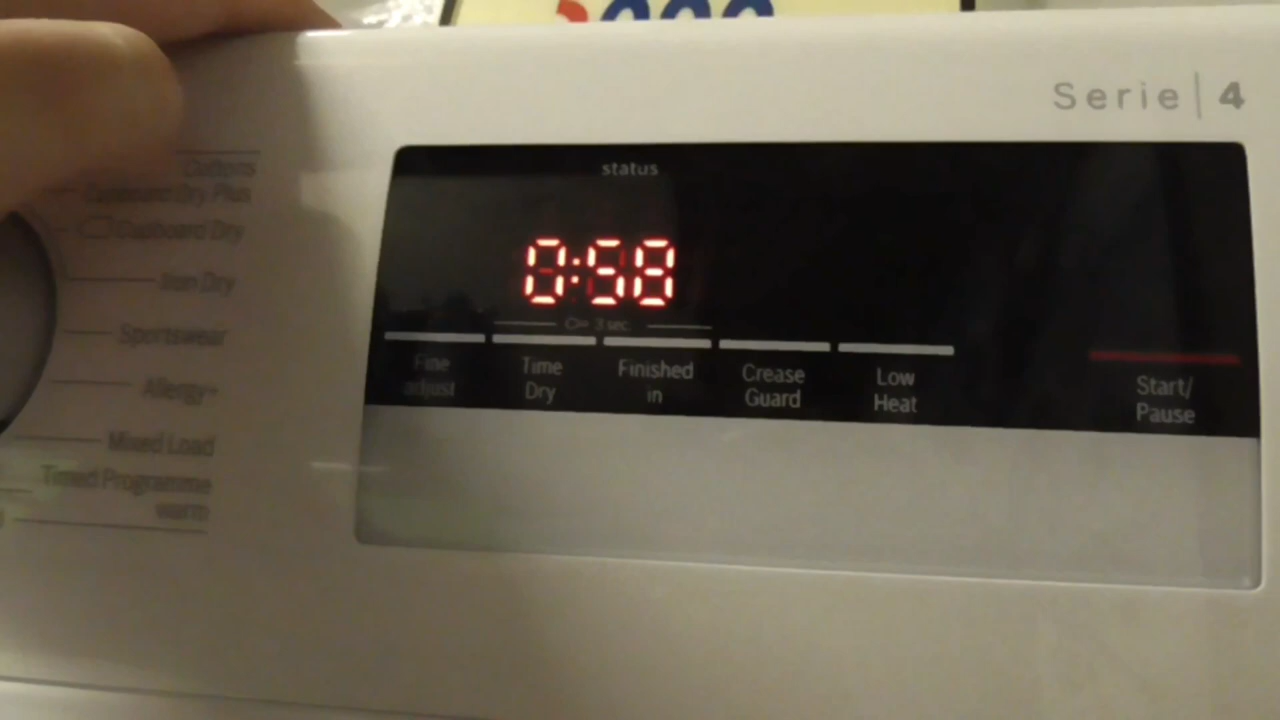 Serie | 4
status
0:58
3 sec.
Fine adjust
Time Dry
Finished in
Crease Guard
Low Heat
Start/ Pause
Cottons
Cupboard Dry Plus
Cupboard Dry
Iron Dry
Sportswear
Allergy+
Mixed Load
Timed Programme
warm